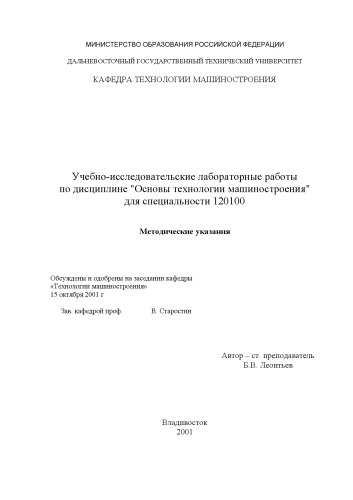 МИНИСТЕРСТВО ОБРАЗОВАНИЯ РОССИЙСКОЙ ФЕДЕРАЦИИ
ДАЛЬНЕВОСТОЧНЫЙ ГОСУДАРСТВЕННЫЙ ТЕХНИЧЕСКИЙ УНИВЕРСИТЕТ
КАФЕДРА ТЕХНОЛОГИИ МАШИНОСТРОЕНИЯ
Учебно-исследовательские лабораторные работы
по дисциплине "Основы технологии машиностроения"
для специальности 120100
Методические указания
Обсуждены и одобрены на заседании кафедры
«Технологии машиностроения»
15 октября 2001 г
Зав. кафедрой проф. В. Старостин
Автор – ст. преподаватель
Б.В. Леонтьев
Владивосток
2001